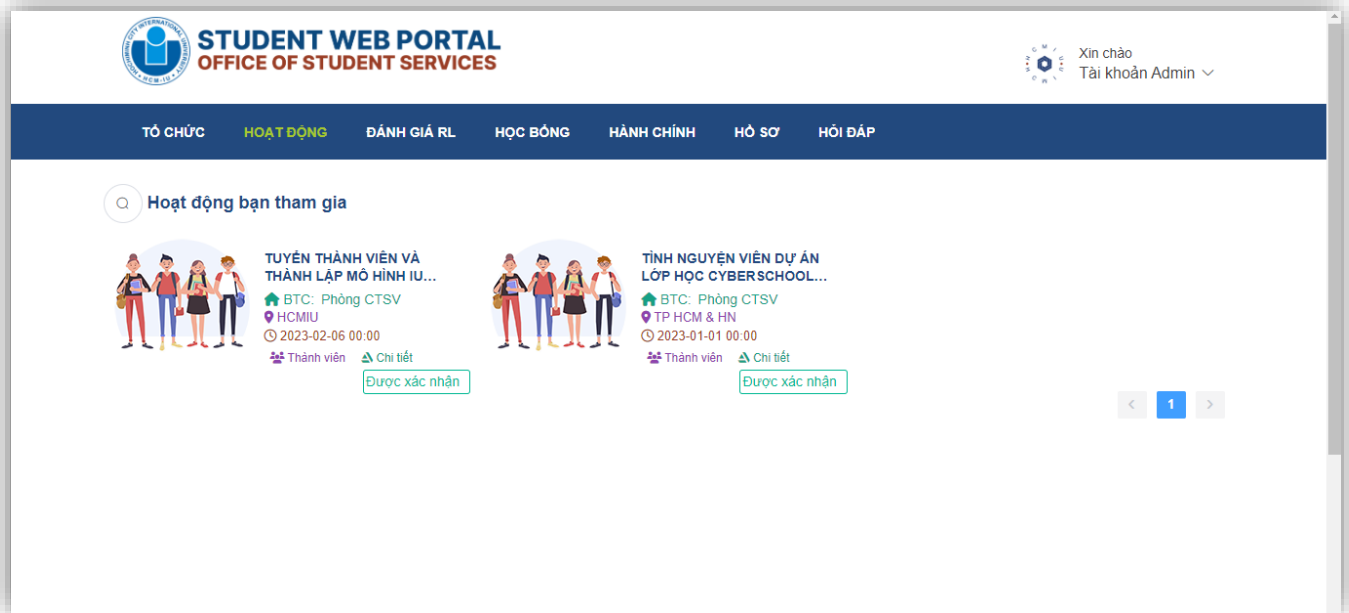 STUDENT WEB PORTAL
OFFICE OF STUDENT SERVICES
Xin chào
Tài khoản Admin
TỔ CHỨC HOẠT ĐỘNG ĐÁNH GIÁ RL HỌC BỔNG HÀNH CHÍNH HỒ SƠ HỎI ĐÁP
Hoạt động bạn tham gia
TUYỂN THÀNH VIÊN VÀ
THÀNH LẬP MÔ HÌNH IU...
BTC: Phòng CTSV
HCMIU
2023-02-06 00:00
Thành viên Chi tiết
Được xác nhận
TÌNH NGUYỆN VIÊN DỰ ÁN
LỚP HỌC CYBERSCHOOL...
BTC: Phòng CTSV
TP HCM & HN
2023-01-01 00:00
Thành viên Chi tiết
Được xác nhận
1